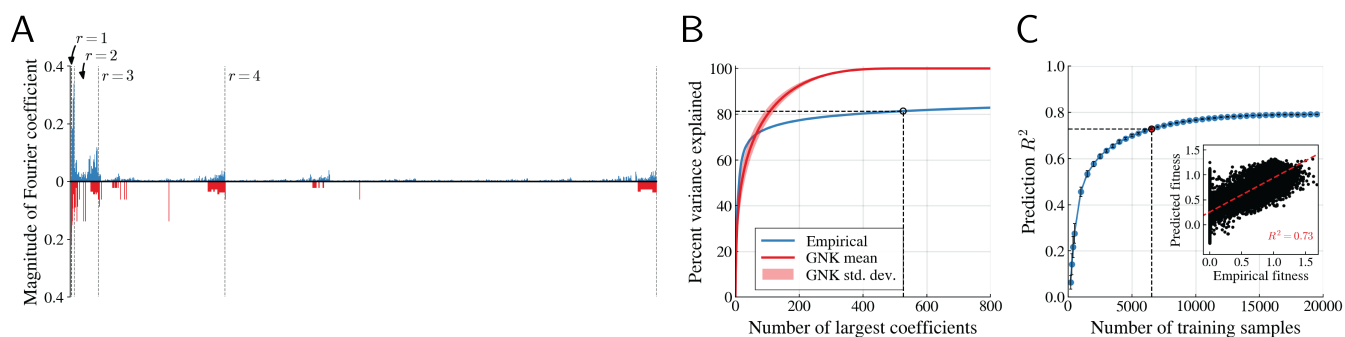 A
r = 1
r = 2
r = 3
r = 4
Magnitude of Fourier coefficient
0.4
0.2
0
0.2
0.4
B
Percent variance explained
100
80
60
40
20
0
Empirical
GNK mean
GNK std. dev.
0 200 400 600 800
Number of largest coefficients
C
Prediction R²
1.0
0.8
0.6
0.4
0.2
0.0
Predicted fitness
1.5
1.0
0.5
0.0
R² = 0.73
0.0 0.5 1.0 1.5
Empirical fitness
0 5000 10000 15000 20000
Number of training samples